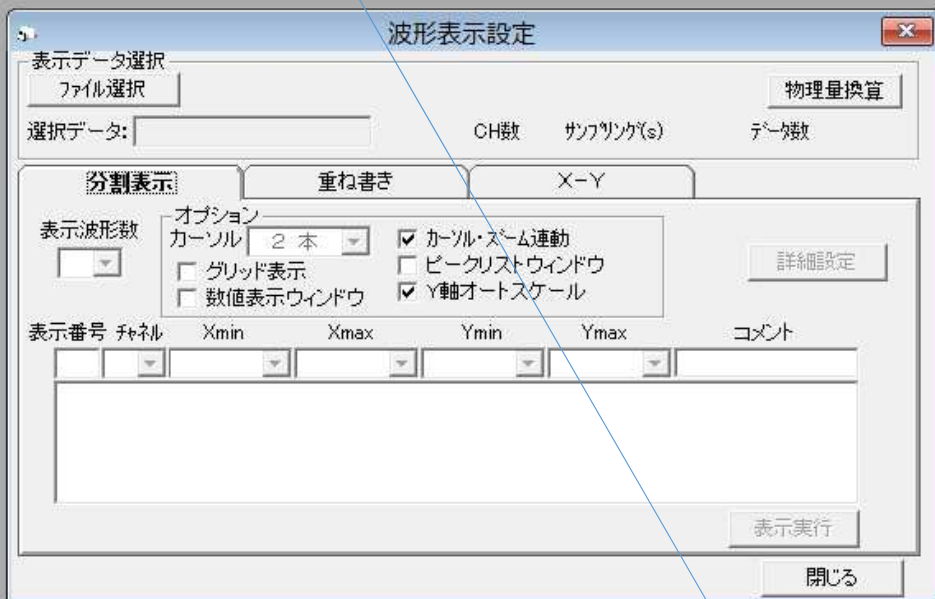 波形表示設定
表示データ選択
ファイル選択
物理量換算
選択データ:
CH数 サンプリング(s) データ数
分割表示 重ね書き X-Y
表示波形数
オプション
カーソル 2 本
グリッド表示
数値表示ウィンドウ
カーソル・ズーム連動
ピークリストウィンドウ
Y軸オートスケール
詳細設定
表示番号 チャネル Xmin Xmax Ymin Ymax コメント
表示実行
閉じる